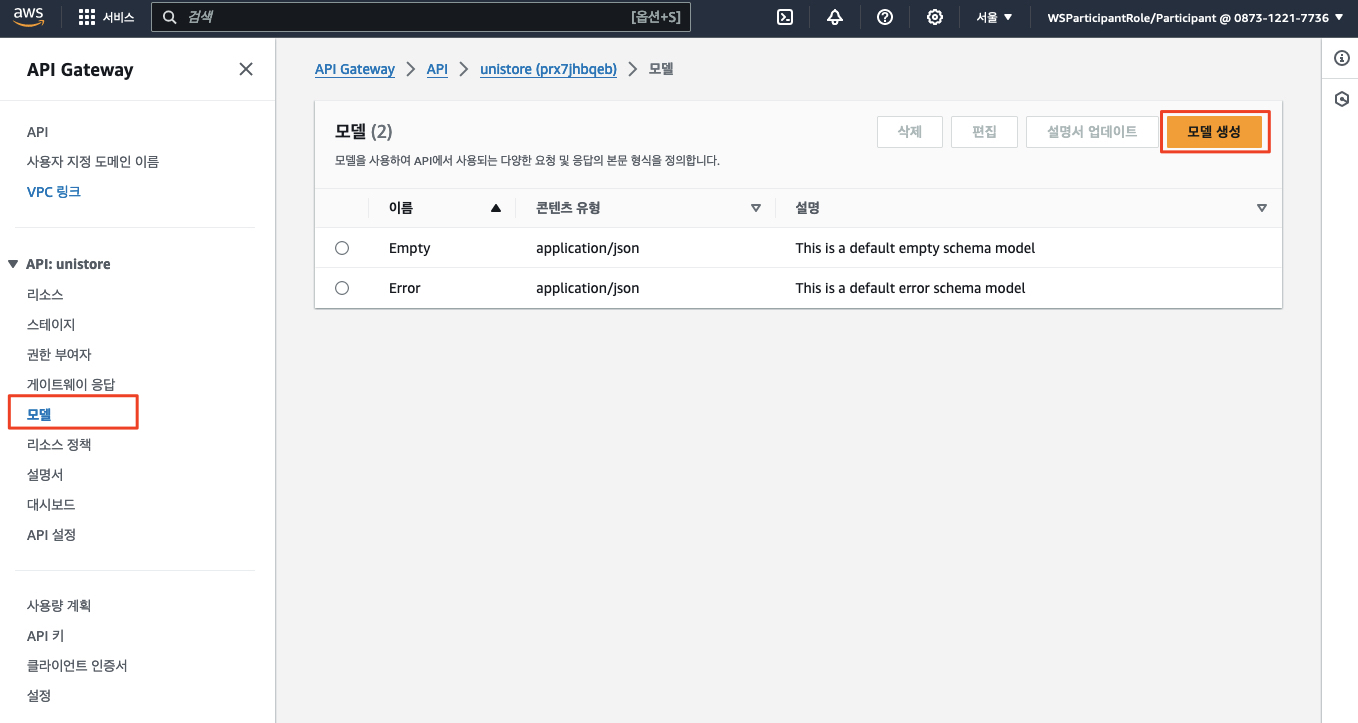 aws
서비스
검색
[옵션+S]
서울 ▼
WSParticipantRole/Participant @ 0873-1221-7736 ▼
API Gateway
API
사용자 지정 도메인 이름
VPC 링크
▼ API: unistore
리소스
스테이지
권한 부여자
게이트웨이 응답
모델
리소스 정책
설명서
대시보드
API 설정
사용량 계획
API 키
클라이언트 인증서
설정
API Gateway > API > unistore (prx7jhbqeb) > 모델
모델 (2)
삭제
편집
설명서 업데이트
모델 생성
모델을 사용하여 API에서 사용되는 다양한 요청 및 응답의 본문 형식을 정의합니다.
이름 콘텐츠 유형 설명
Empty application/json This is a default empty schema model
Error application/json This is a default error schema model